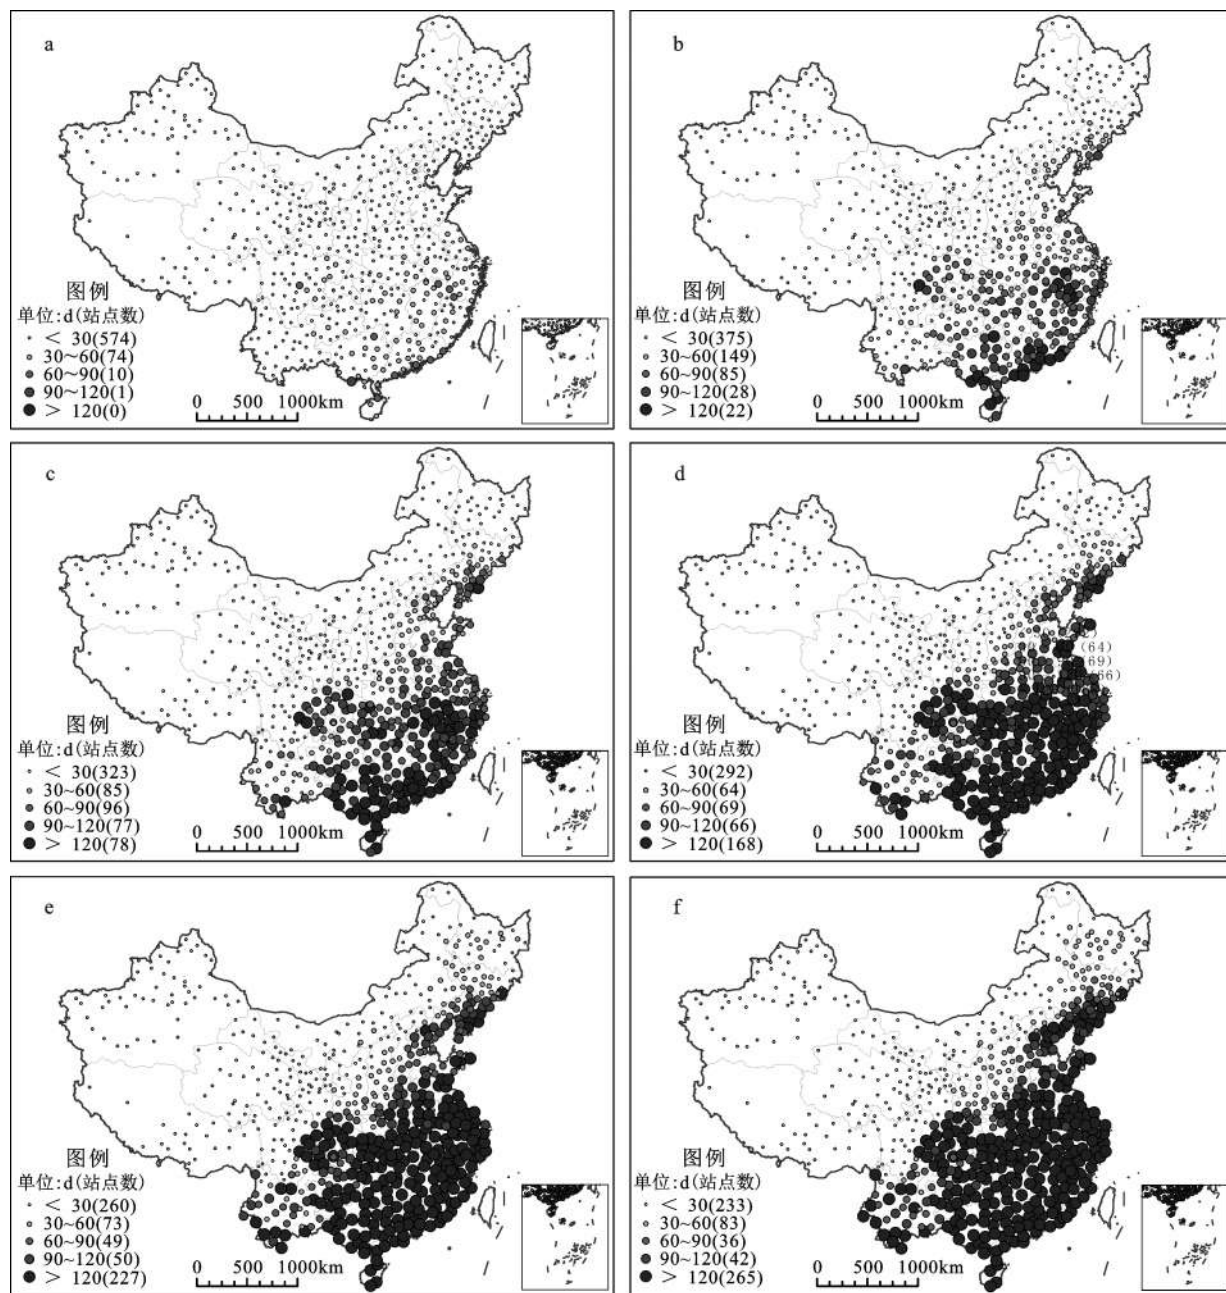 a
图例
单位:d(站点数)
< 30(574)
30～60(74)
60～90(10)
90～120(1)
> 120(0)
0 500 1000km
b
图例
单位:d(站点数)
< 30(375)
30~60(149)
60~90(85)
90~120(28)
> 120(22)
0 500 1000km
c
图例
单位:d(站点数)
< 30(323)
30~60(85)
60~90(96)
90~120(77)
> 120(78)
0 500 1000km
d
(64)
(69)
66)
图例
单位:d(站点数)
< 30(292)
30~60(64)
60~90(69)
90~120(66)
> 120(168)
0 500 1000km
e
图例
单位:d(站点数)
< 30(260)
30~60(73)
60~90(49)
90~120(50)
> 120(227)
0 500 1000km
f
图例
单位:d(站点数)
< 30(233)
30~60(83)
60~90(36)
90~120(42)
> 120(265)
0 500 1000km